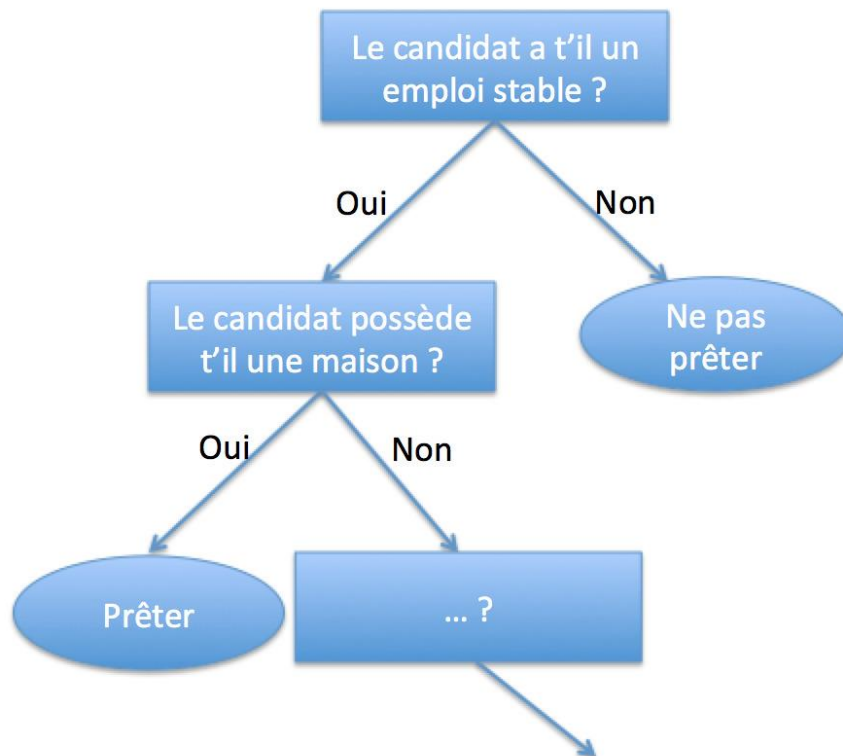 Le candidat a t’il un
emploi stable ?
Oui
Non
Le candidat possède
t’il une maison ?
Ne pas
prêter
Oui
Non
Prêter
... ?